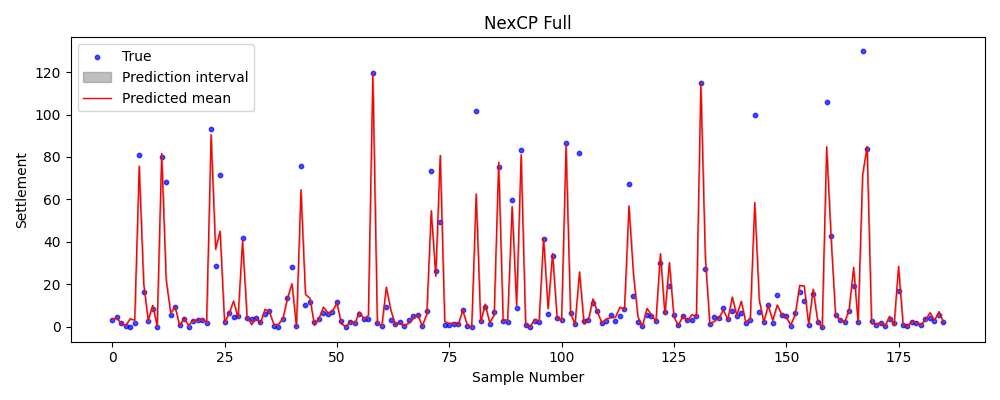 NexCP Full
True
Prediction interval
Predicted mean
Settlement
120
100
80
60
40
20
0
0 25 50 75 100 125 150 175
Sample Number